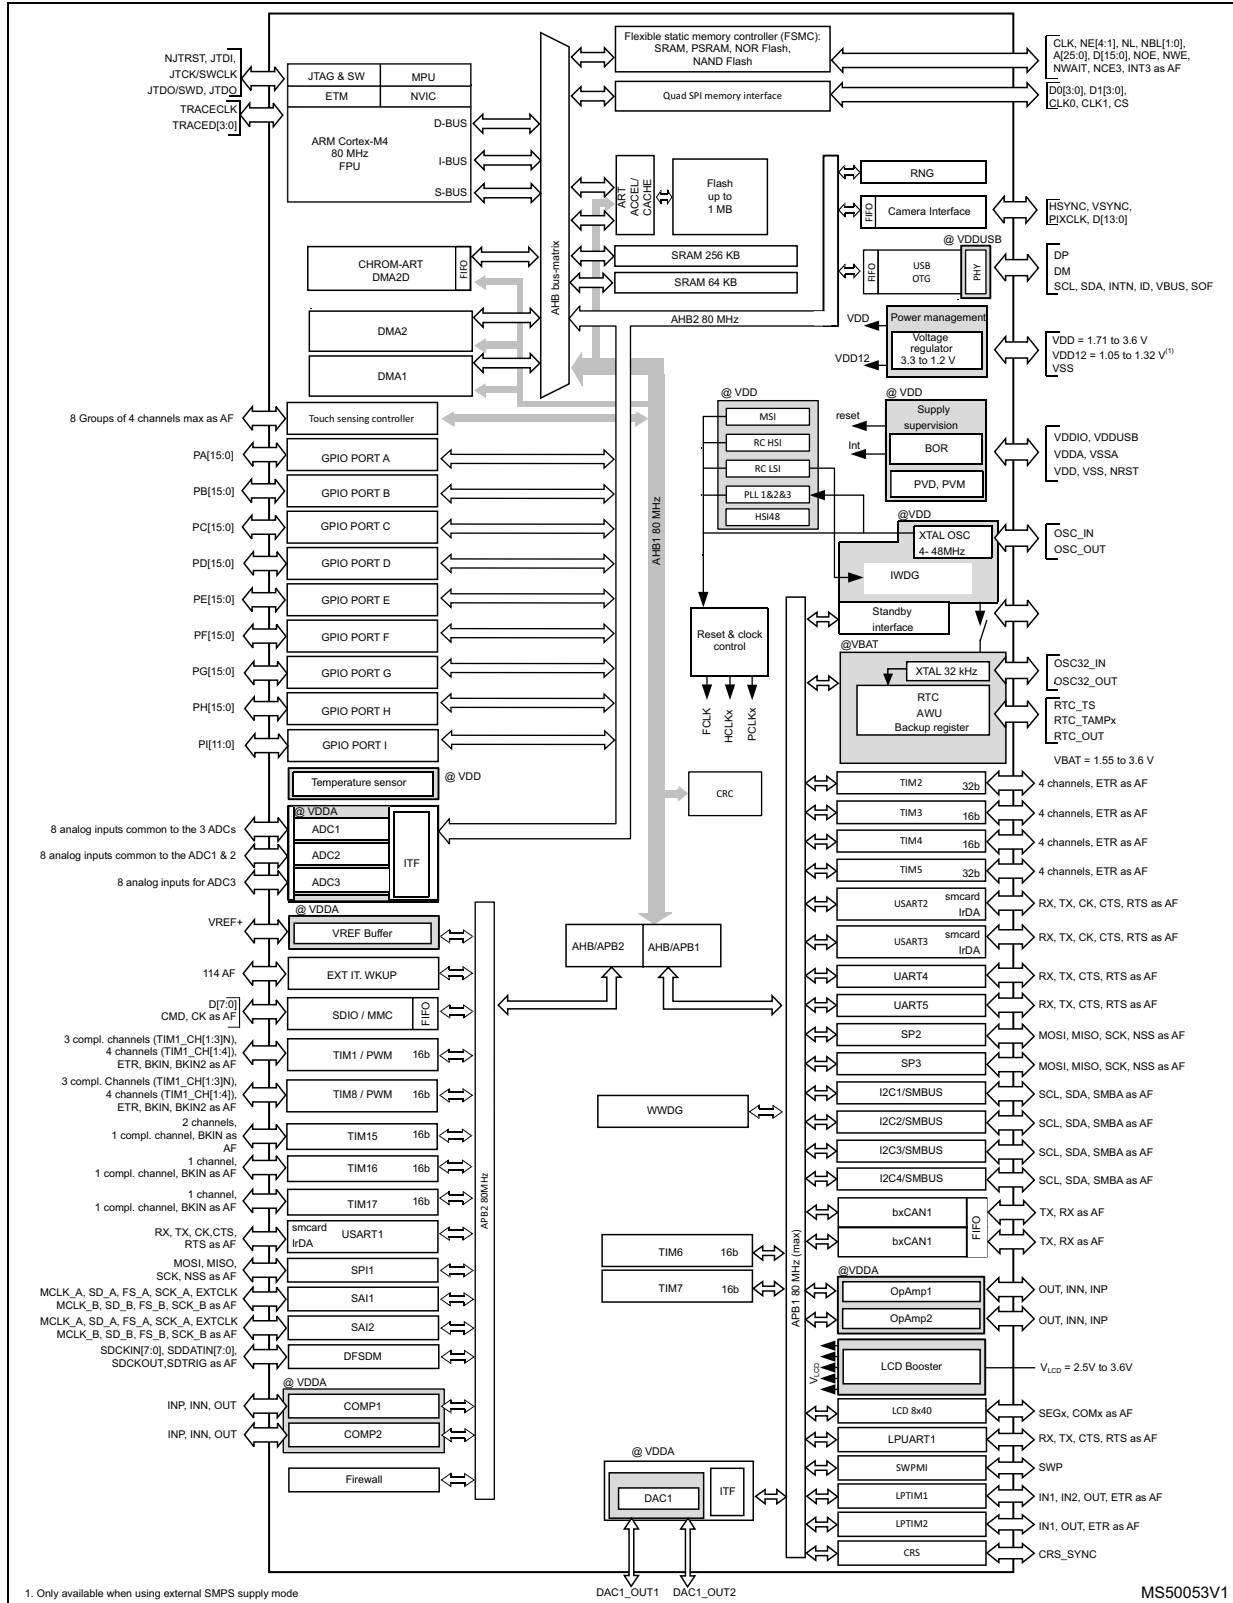 NJTRST, JTDI,
JTCK/SWCLK
JTDO/SWD, JTDO
TRACECLK
TRACED[3:0]
JTAG & SW
MPU
ETM
NVIC
ARM Cortex-M4
80 MHz
FPU
D-BUS
I-BUS
S-BUS
AHB bus-matrix
Flexible static memory controller (FSMC):
SRAM, PSRAM, NOR Flash,
NAND Flash
CLK, NE[4:1], NL, NBL[1:0],
A[25:0], D[15:0], NOE, NWE,
NWAIT, NCE3, INT3 as AF
Quad SPI memory interface
D0[3:0], D1[3:0],
CLK0, CLK1, CS
ART
ACCEL/
CACHE
Flash
up to
1 MB
RNG
FIFO
Camera Interface
HSYNC, VSYNC,
PIXCLK, D[13:0]
@ VDDUSB
FIFO
USB
OTG
PHY
DP
DM
SCL, SDA, INTN, ID, VBUS, SOF
CHROM-ART
DMA2D
FIFO
SRAM 256 KB
SRAM 64 KB
AHB2 80 MHz
DMA2
DMA1
VDD
VDD12
Power management
Voltage
regulator
3.3 to 1.2 V
VDD = 1.71 to 3.6 V
VDD12 = 1.05 to 1.32 V(1)
VSS
@ VDD
MSI
RC HSI
RC LSI
PLL 1&2&3
HSI48
@ VDD
reset
Int
Supply
supervision
BOR
PVD, PVM
VDDIO, VDDUSB
VDDA, VSSA
VDD, VSS, NRST
@VDD
XTAL OSC
4- 48MHz
IWDG
OSC_IN
OSC_OUT
Standby
interface
@VBAT
XTAL 32 kHz
RTC
AWU
Backup register
OSC32_IN
OSC32_OUT
RTC_TS
RTC_TAMPx
RTC_OUT
VBAT = 1.55 to 3.6 V
8 Groups of 4 channels max as AF
Touch sensing controller
PA[15:0]
GPIO PORT A
PB[15:0]
GPIO PORT B
PC[15:0]
GPIO PORT C
PD[15:0]
GPIO PORT D
PE[15:0]
GPIO PORT E
PF[15:0]
GPIO PORT F
PG[15:0]
GPIO PORT G
PH[15:0]
GPIO PORT H
PI[11:0]
GPIO PORT I
AHB1 80 MHz
Reset & clock
control
FCLK
HCLKx
PCLKx
Temperature sensor
@ VDD
CRC
@ VDDA
8 analog inputs common to the 3 ADCs
ADC1
8 analog inputs common to the ADC1 & 2
ADC2
8 analog inputs for ADC3
ADC3
ITF
@ VDDA
VREF+
VREF Buffer
AHB/APB2
AHB/APB1
114 AF
EXT IT. WKUP
D[7:0]
CMD, CK as AF
SDIO / MMC
FIFO
3 compl. channels (TIM1_CH[1:3]N),
4 channels (TIM1_CH[1:4]),
ETR, BKIN, BKIN2 as AF
TIM1 / PWM
16b
3 compl. Channels (TIM1_CH[1:3]N),
4 channels (TIM1_CH[1:4]),
ETR, BKIN, BKIN2 as AF
TIM8 / PWM
16b
2 channels,
1 compl. channel, BKIN as
AF
TIM15
16b
1 channel,
1 compl. channel, BKIN as AF
TIM16
16b
1 channel,
1 compl. channel, BKIN as AF
TIM17
16b
RX, TX, CK,CTS,
RTS as AF
smcard
IrDA
USART1
MOSI, MISO,
SCK, NSS as AF
SPI1
MCLK_A, SD_A, FS_A, SCK_A, EXTCLK
MCLK_B, SD_B, FS_B, SCK_B as AF
SAI1
MCLK_A, SD_A, FS_A, SCK_A, EXTCLK
MCLK_B, SD_B, FS_B, SCK_B as AF
SAI2
SDCKIN[7:0], SDDATIN[7:0],
SDCKOUT,SDTRIG as AF
DFSDM
@ VDDA
INP, INN, OUT
COMP1
INP, INN, OUT
COMP2
Firewall
APB2 80MHz
WWDG
TIM6
16b
TIM7
16b
@ VDDA
DAC1
ITF
DAC1_OUT1
DAC1_OUT2
APB1 80 MHz (max)
TIM2
32b
4 channels, ETR as AF
TIM3
16b
4 channels, ETR as AF
TIM4
16b
4 channels, ETR as AF
TIM5
32b
4 channels, ETR as AF
USART2
smcard
IrDA
RX, TX, CK, CTS, RTS as AF
USART3
smcard
IrDA
RX, TX, CK, CTS, RTS as AF
UART4
RX, TX, CTS, RTS as AF
UART5
RX, TX, CTS, RTS as AF
SP2
MOSI, MISO, SCK, NSS as AF
SP3
MOSI, MISO, SCK, NSS as AF
I2C1/SMBUS
SCL, SDA, SMBA as AF
I2C2/SMBUS
SCL, SDA, SMBA as AF
I2C3/SMBUS
SCL, SDA, SMBA as AF
I2C4/SMBUS
SCL, SDA, SMBA as AF
bxCAN1
TX, RX as AF
bxCAN1
TX, RX as AF
FIFO
@VDDA
OpAmp1
OUT, INN, INP
OpAmp2
OUT, INN, INP
VLCD
LCD Booster
VLCD = 2.5V to 3.6V
LCD 8x40
SEGx, COMx as AF
LPUART1
RX, TX, CTS, RTS as AF
SWPMI
SWP
LPTIM1
IN1, IN2, OUT, ETR as AF
LPTIM2
IN1, OUT, ETR as AF
CRS
CRS_SYNC
1. Only available when using external SMPS supply mode
MS50053V1